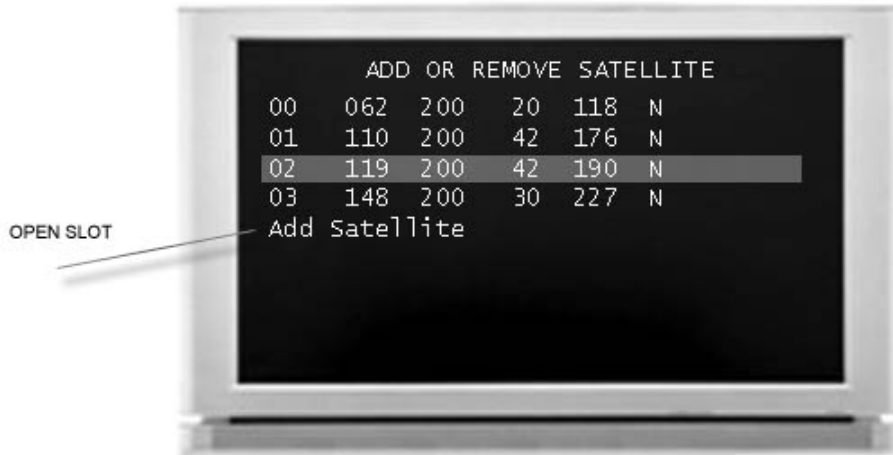 ADD OR REMOVE SATELLITE
00 062 200 20 118 N
01 110 200 42 176 N
02 119 200 42 190 N
03 148 200 30 227 N
OPEN SLOT
Add Satellite